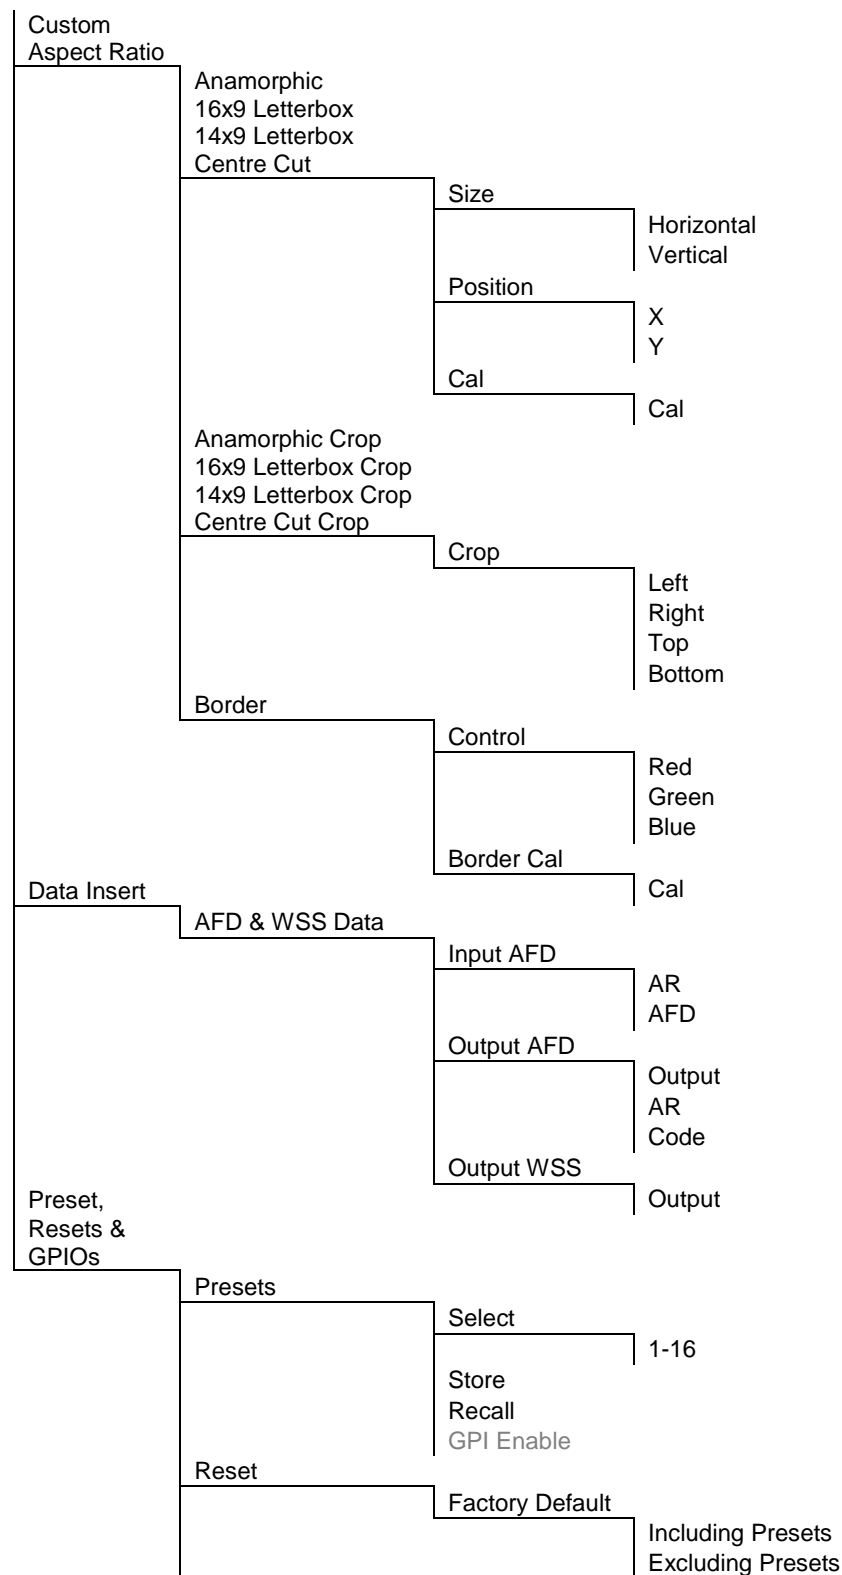 Custom
Aspect Ratio
Anamorphic
16x9 Letterbox
14x9 Letterbox
Centre Cut
Size
Horizontal
Vertical
Position
X
Y
Cal
Cal
Anamorphic Crop
16x9 Letterbox Crop
14x9 Letterbox Crop
Centre Cut Crop
Crop
Left
Right
Top
Bottom
Border
Control
Red
Green
Blue
Border Cal
Cal
Data Insert
AFD & WSS Data
Input AFD
AR
AFD
Output AFD
Output
AR
Code
Output WSS
Output
Preset,
Resets &
GPIOs
Presets
Select
1-16
Store
Recall
GPI Enable
Reset
Factory Default
Including Presets
Excluding Presets